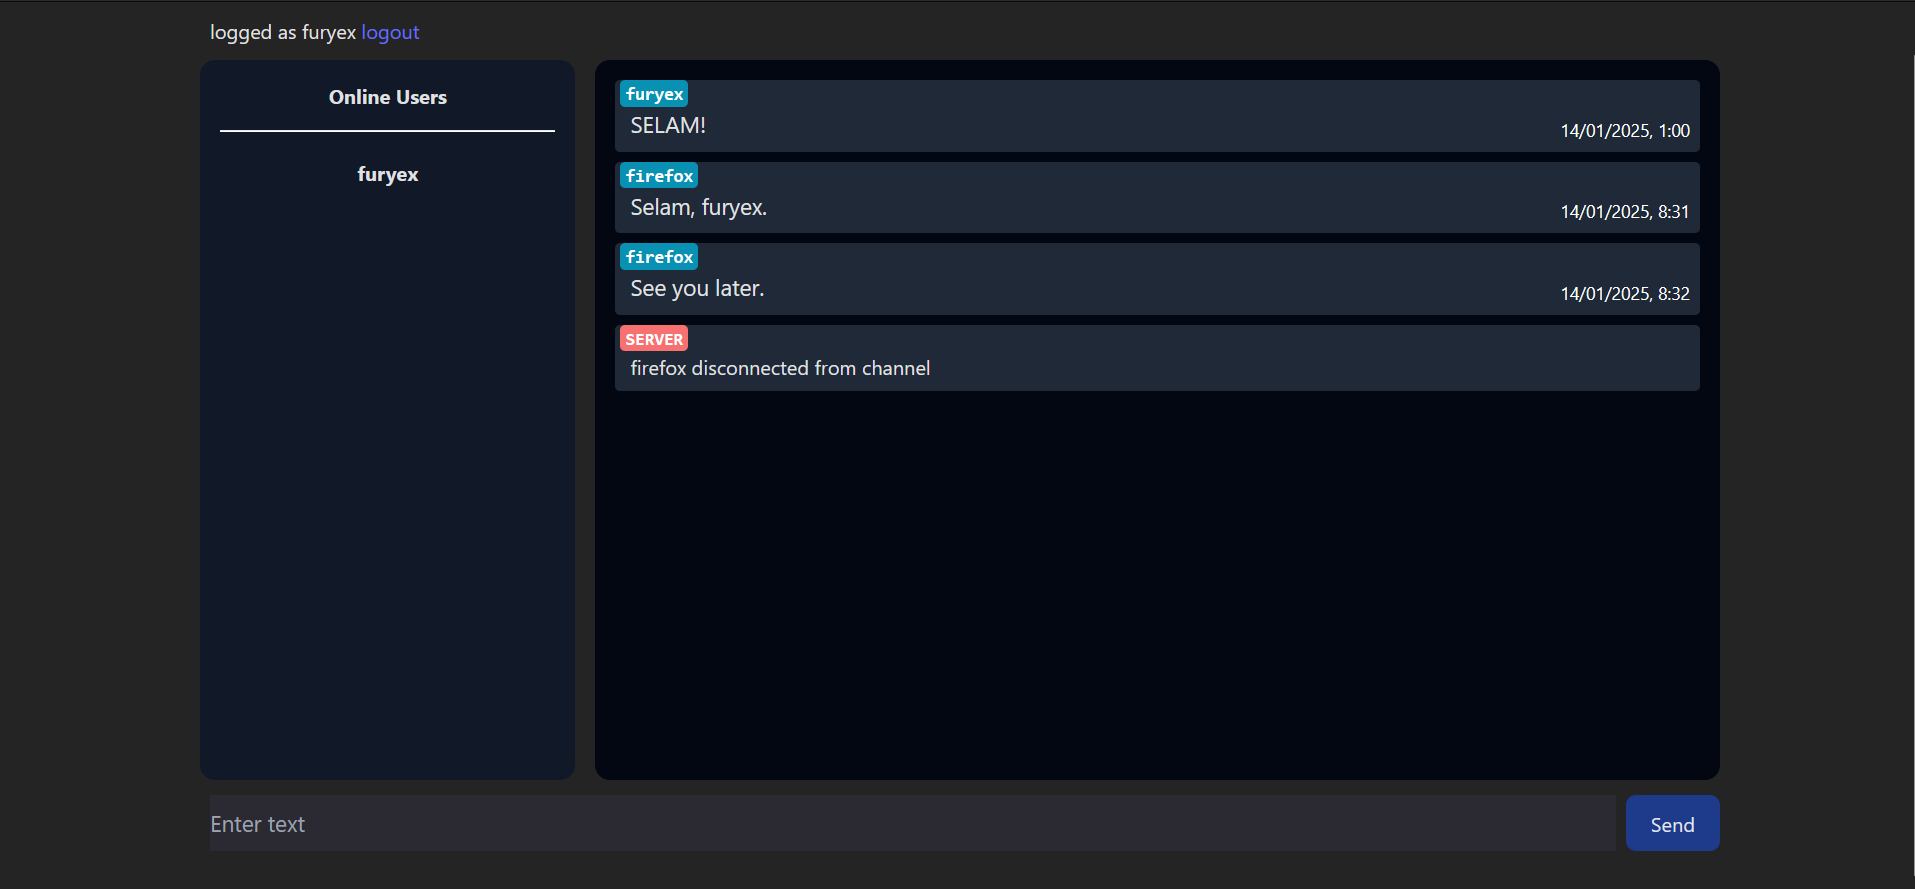 logged as furyex logout
Online Users
furyex
furyex
SELAM!
14/01/2025, 1:00
firefox
Selam, furyex.
14/01/2025, 8:31
firefox
See you later.
14/01/2025, 8:32
SERVER
firefox disconnected from channel
Enter text
Send